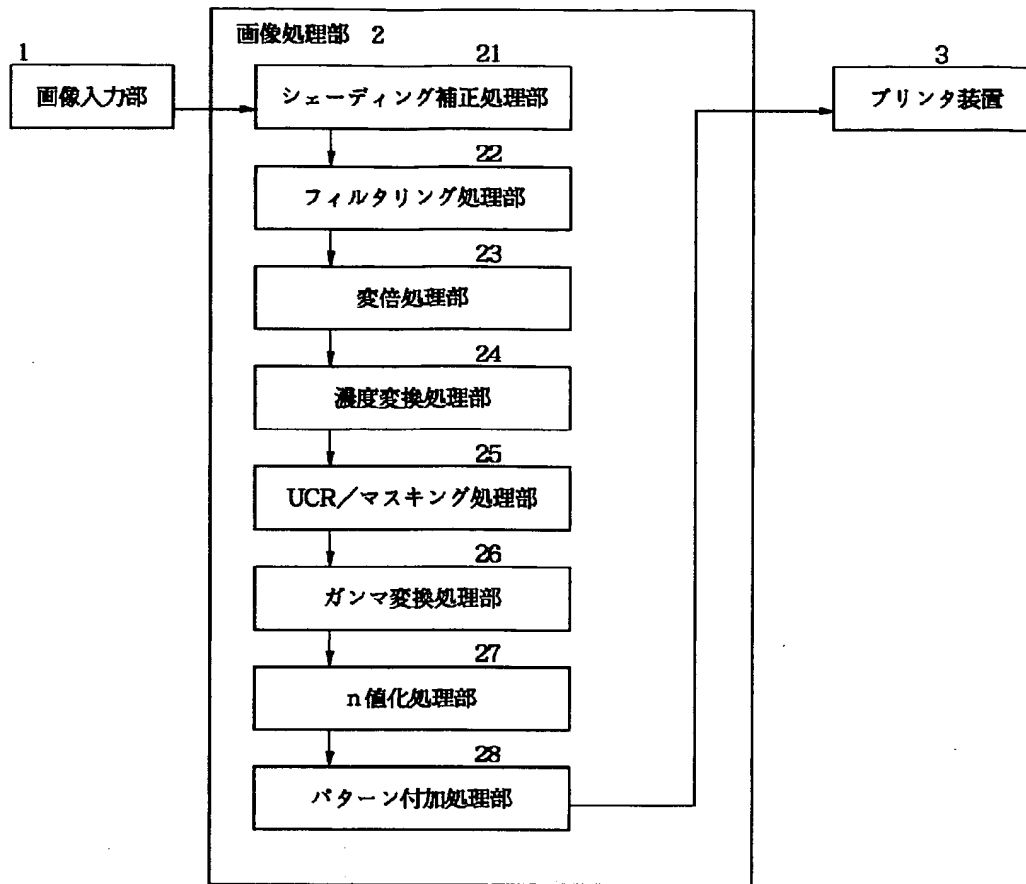 画像処理部 2
1
画像入力部
21
シェーディング補正処理部
3
プリンタ装置
22
フィルタリング処理部
23
変倍処理部
24
濃度変換処理部
25
UCR/マスキング処理部
26
ガンマ変換処理部
27
n値化処理部
28
パターン付加処理部